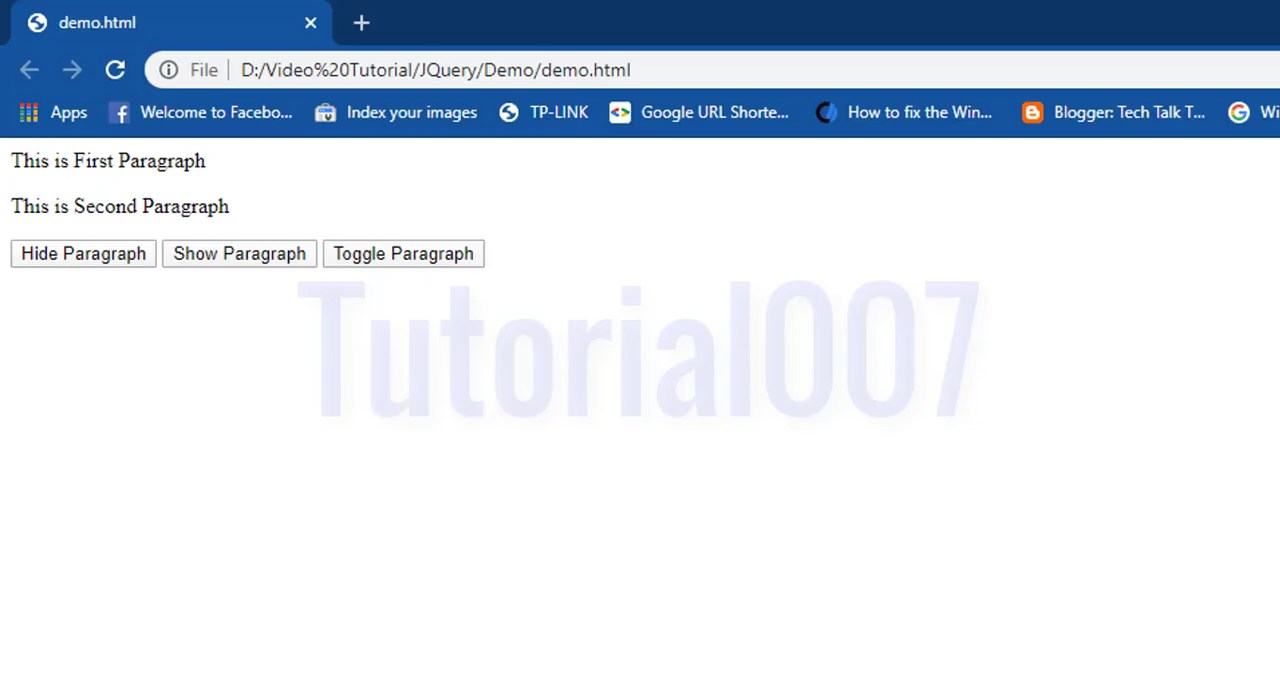 demo.html
File D:/Video%20Tutorial/JQuery/Demo/demo.html
Apps Welcome to Facebo... Index your images TP-LINK Google URL Shorte... How to fix the Win... Blogger: Tech Talk T... Wi
This is First Paragraph
This is Second Paragraph
Hide Paragraph Show Paragraph Toggle Paragraph
Tutorial007